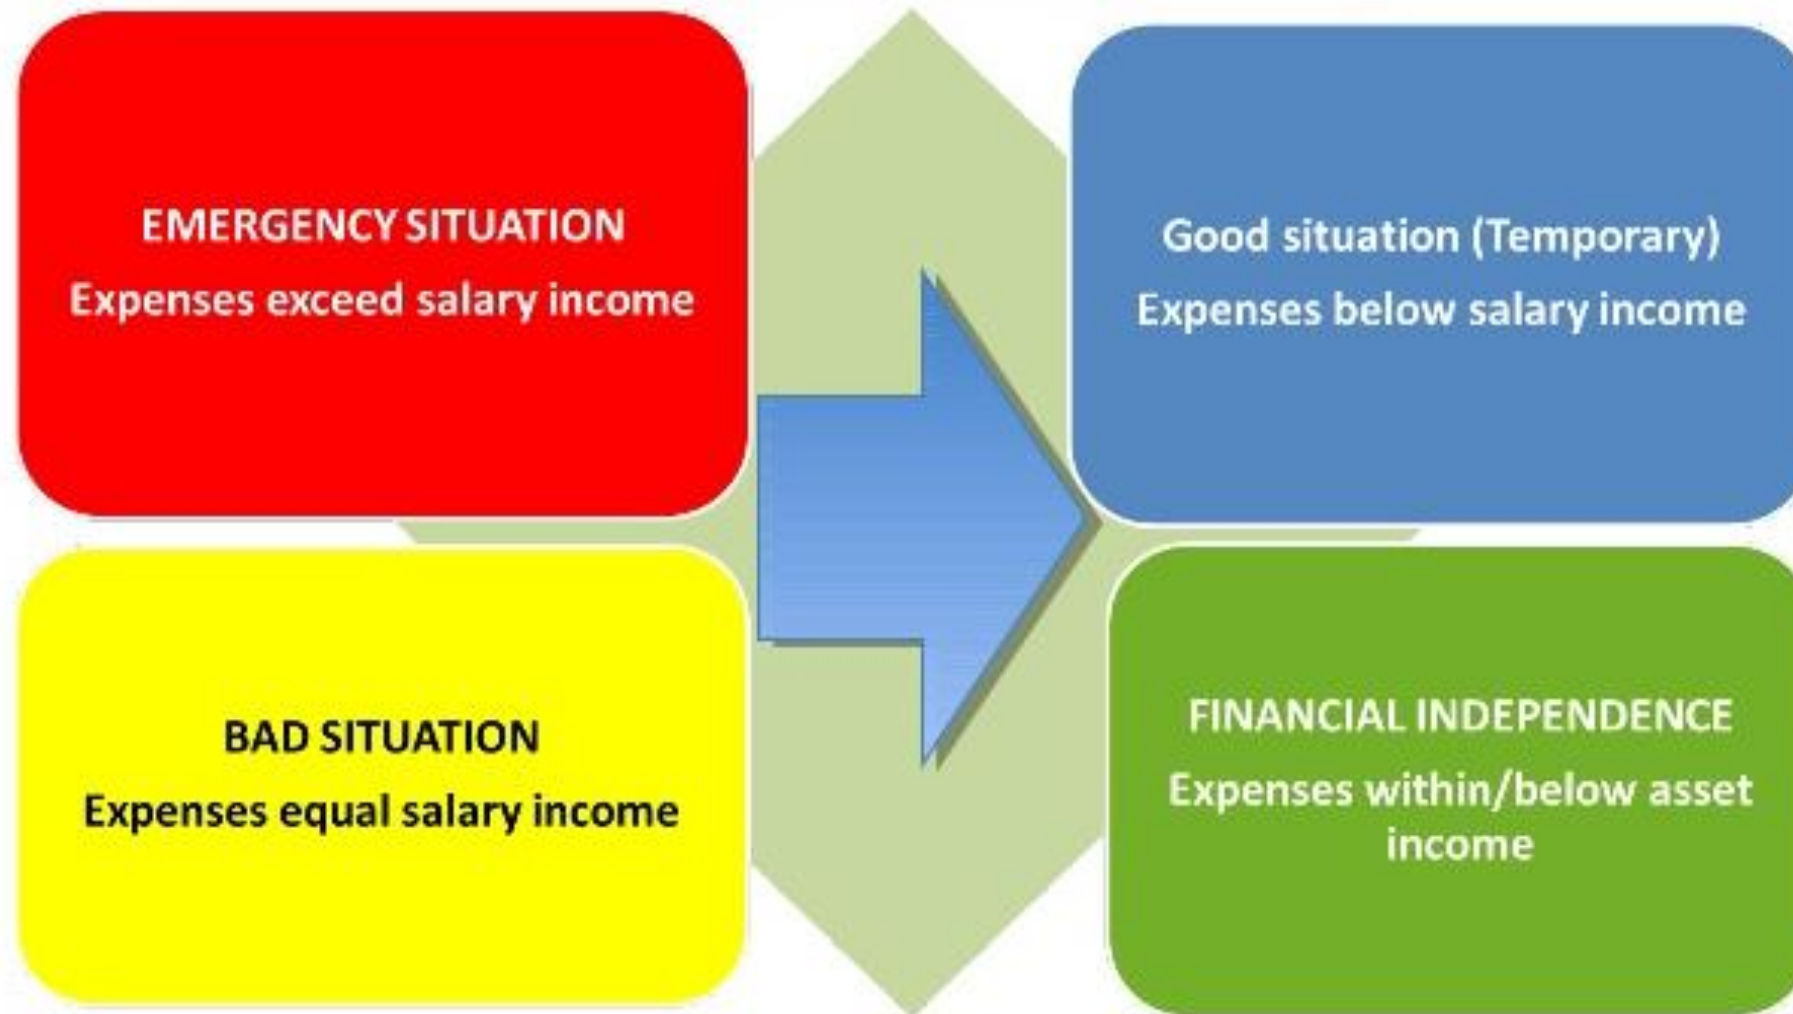 EMERGENCY SITUATION
Expenses exceed salary income
Good situation (Temporary)
Expenses below salary income
BAD SITUATION
Expenses equal salary income
FINANCIAL INDEPENDENCE
Expenses within/below asset
income